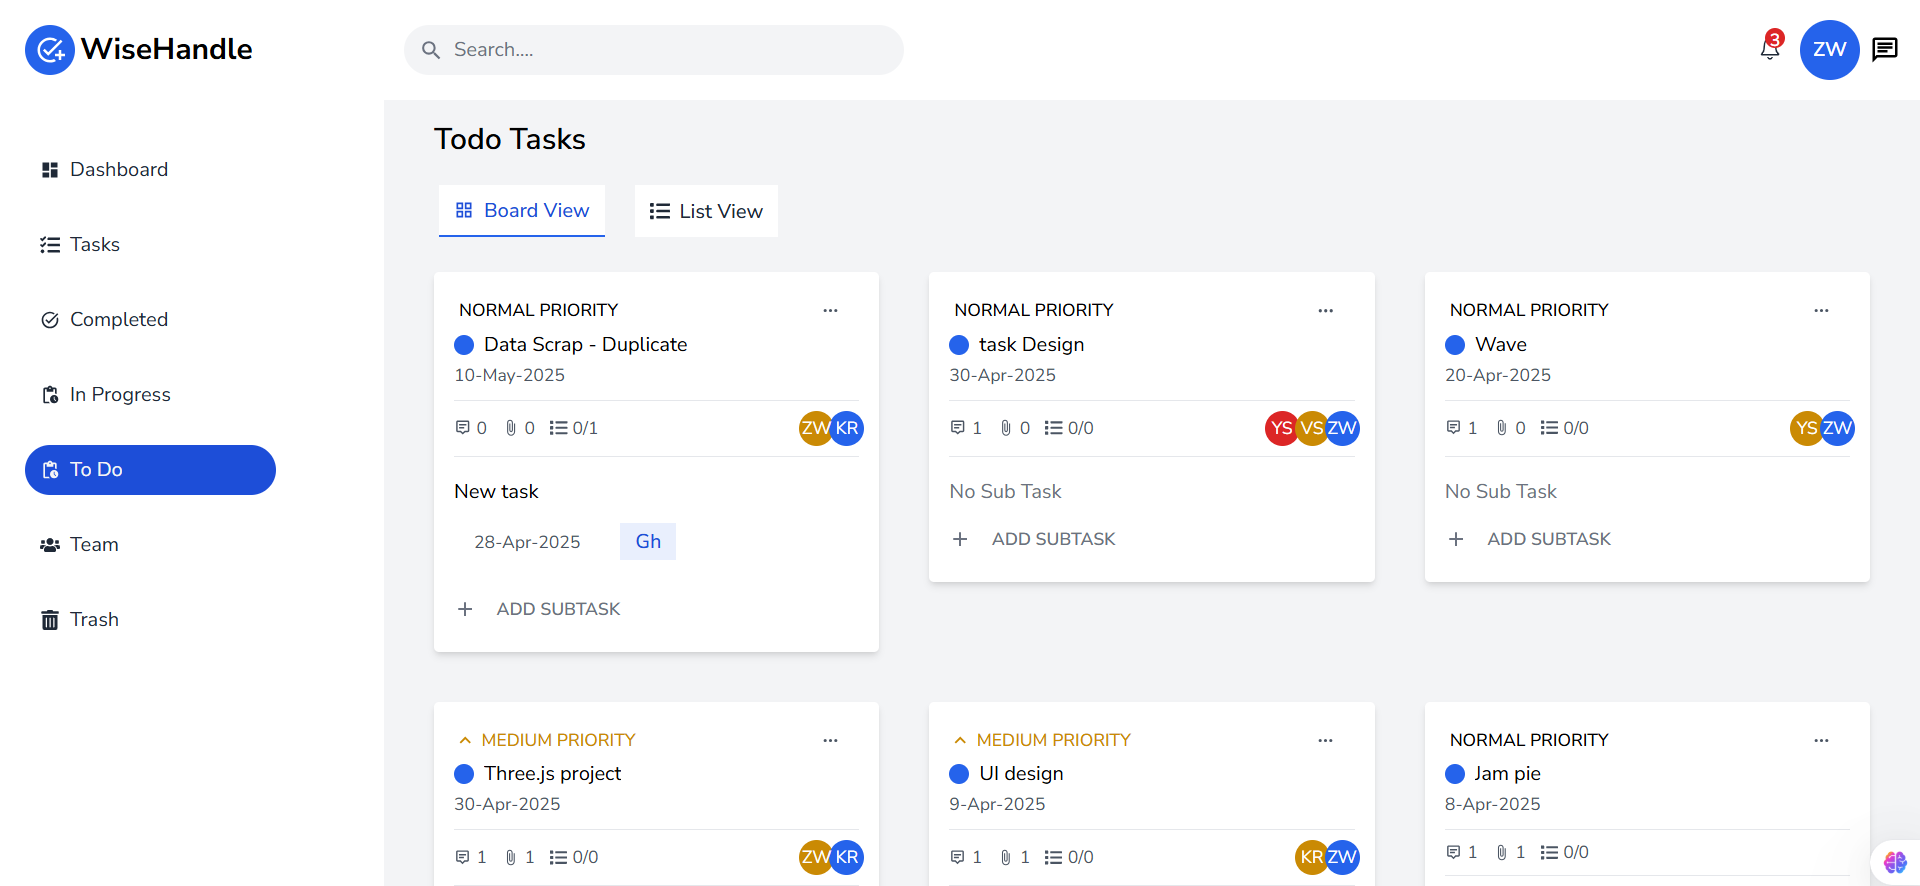 WiseHandle
Search....
3
ZW
Dashboard
Tasks
Completed
In Progress
To Do
Team
Trash
Todo Tasks
Board View
List View
NORMAL PRIORITY
Data Scrap - Duplicate
10-May-2025
0 0 0/1
ZW KR
New task
28-Apr-2025 Gh
ADD SUBTASK
NORMAL PRIORITY
task Design
30-Apr-2025
1 0 0/0
YS VS ZW
No Sub Task
ADD SUBTASK
NORMAL PRIORITY
Wave
20-Apr-2025
1 0 0/0
YS ZW
No Sub Task
ADD SUBTASK
MEDIUM PRIORITY
Three.js project
30-Apr-2025
1 1 0/0
ZW KR
MEDIUM PRIORITY
UI design
9-Apr-2025
1 1 0/0
KR ZW
NORMAL PRIORITY
Jam pie
8-Apr-2025
1 1 0/0